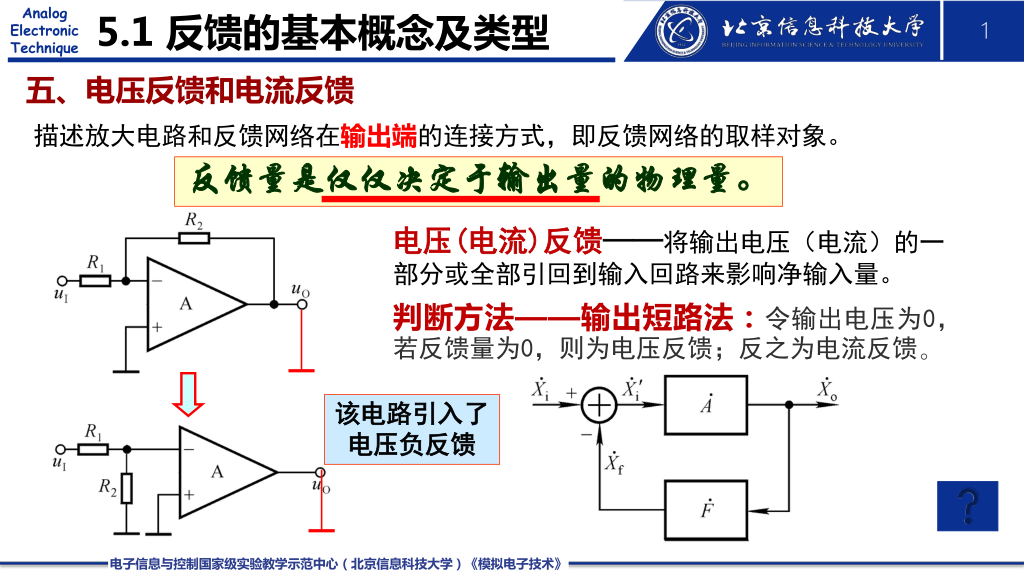 Analog
Electronic
Technique
5.1 反馈的基本概念及类型
北京信息科技大学
BEIJING INFORMATION SCIENCE & TECHNOLOGY UNIVERSITY
1
五、电压反馈和电流反馈
描述放大电路和反馈网络在输出端的连接方式，即反馈网络的取样对象。
反馈量是仅仅决定于输出量的物理量。
电压(电流)反馈——将输出电压（电流）的一
部分或全部引回到输入回路来影响净输入量。
判断方法——输出短路法：令输出电压为0，
若反馈量为0，则为电压反馈；反之为电流反馈。
R2
R1
uI
−
A
+
uO
该电路引入了
电压负反馈
R1
uI
R2
−
A
+
uO
Ẋi
+
Ẋi′
Ȧ
Ẋo
−
Ẋf
Ḟ
?
电子信息与控制国家级实验教学示范中心（北京信息科技大学）《模拟电子技术》